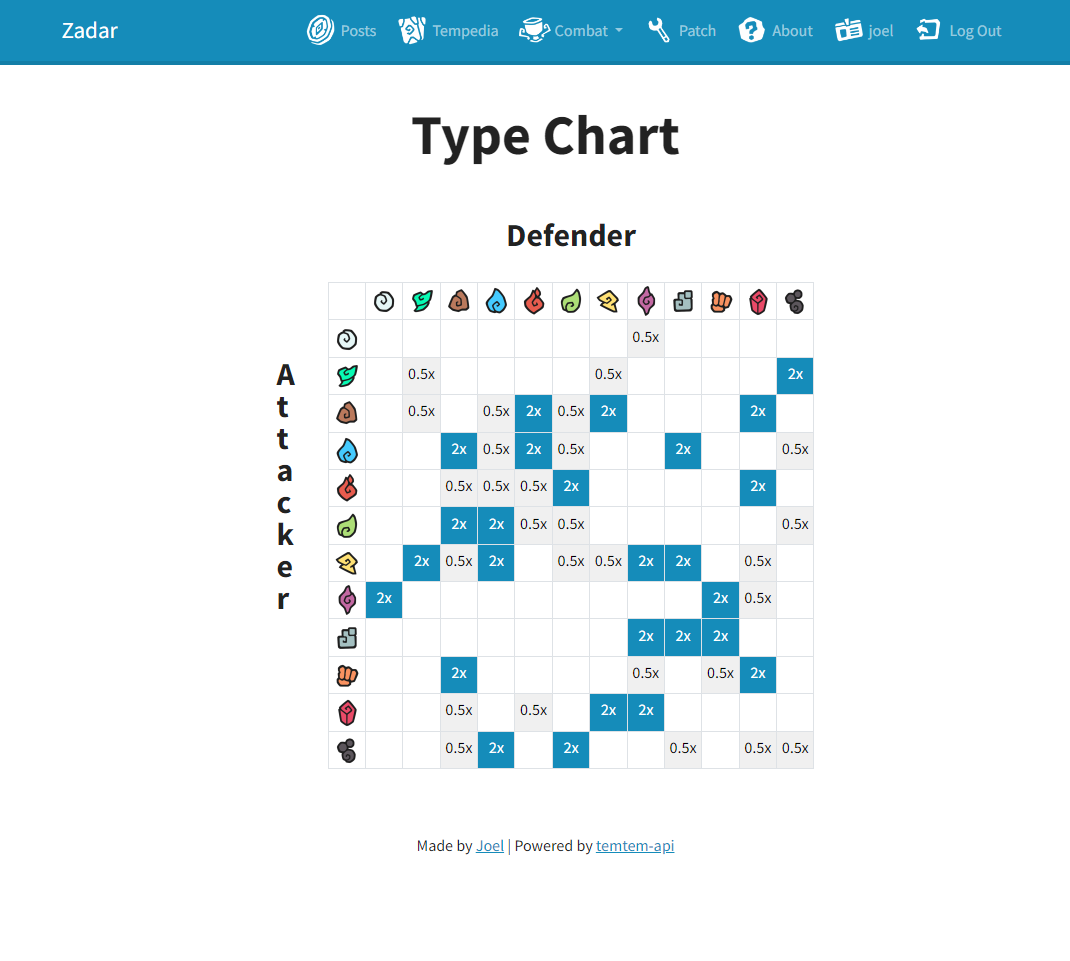 Zadar Posts Tempedia Combat Patch About joel Log Out
Type Chart
Defender
Attacker
0.5x
0.5x 0.5x 2x
0.5x 0.5x 2x 0.5x 2x 2x
2x 0.5x 2x 0.5x 2x 0.5x
0.5x 0.5x 0.5x 2x 2x
2x 2x 0.5x 0.5x 0.5x
2x 0.5x 2x 0.5x 0.5x 2x 2x 0.5x
2x 2x 0.5x
2x 2x 2x
2x 0.5x 0.5x 2x
0.5x 0.5x 2x 2x
0.5x 2x 2x 0.5x 0.5x 0.5x
Made by Joel | Powered by temtem-api